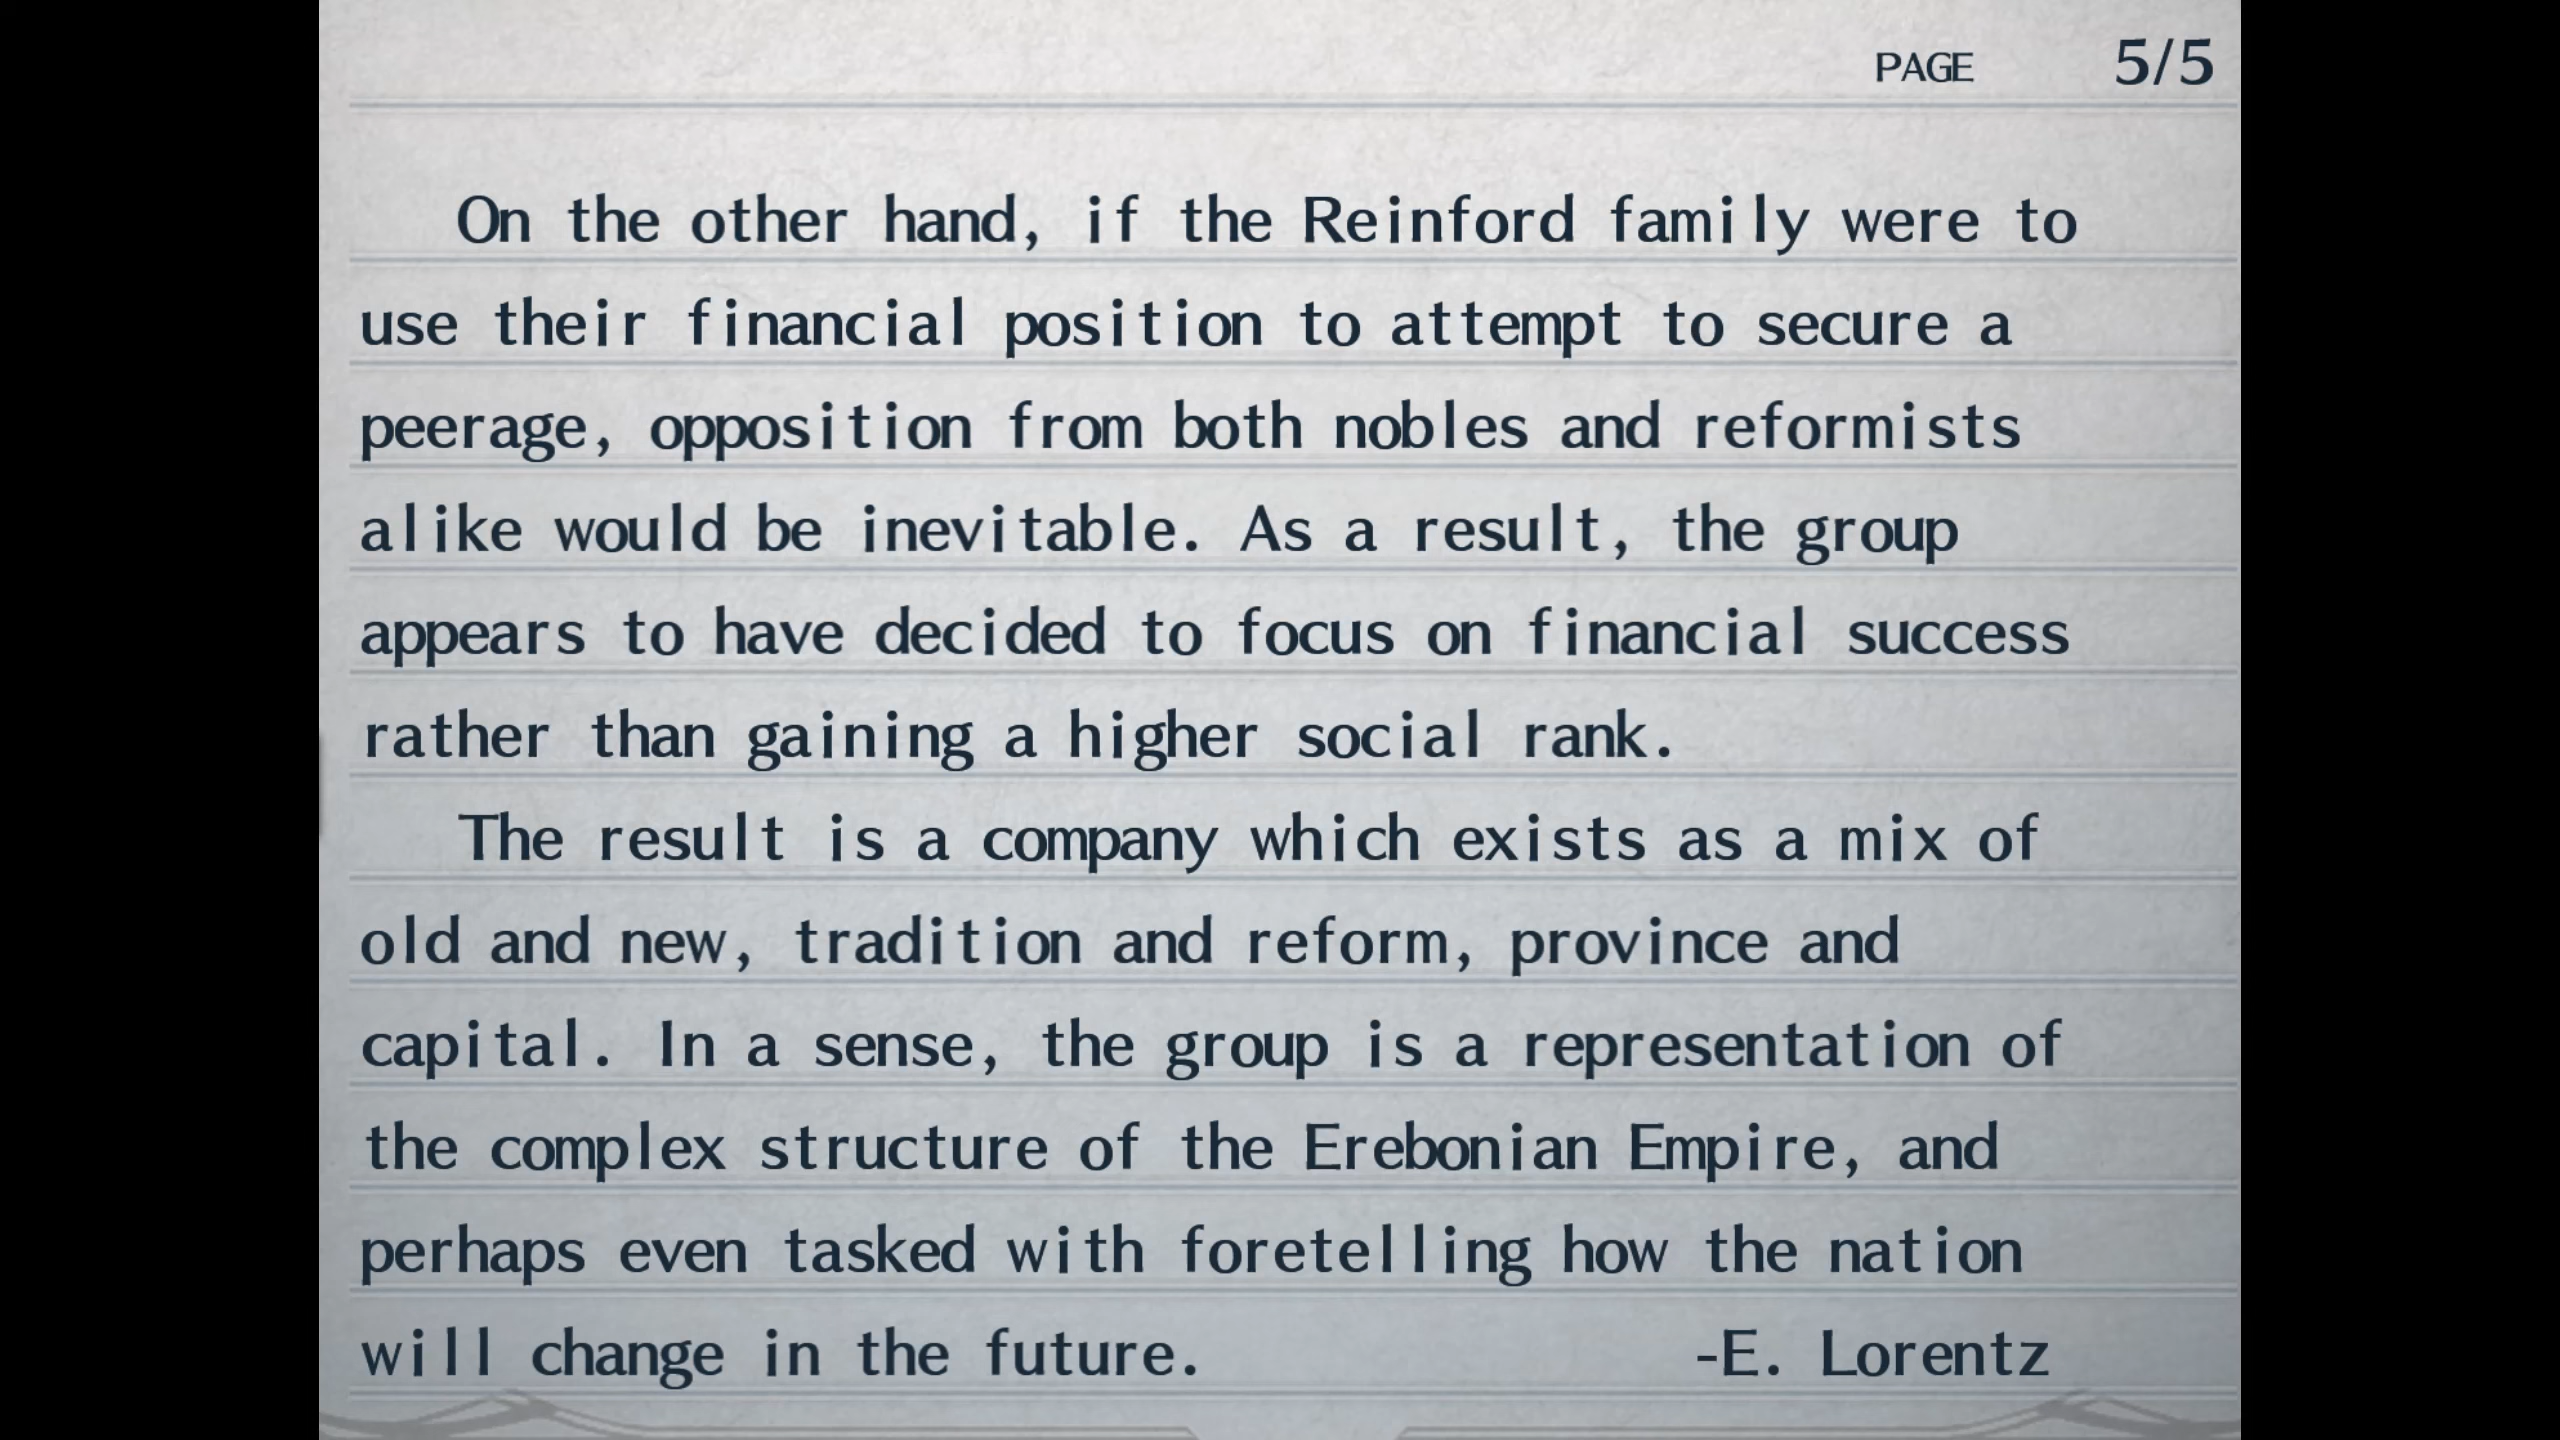 PAGE 5/5
On the other hand, if the Reinford family were to
use their financial position to attempt to secure a
peerage, opposition from both nobles and reformists
alike would be inevitable. As a result, the group
appears to have decided to focus on financial success
rather than gaining a higher social rank.
The result is a company which exists as a mix of
old and new, tradition and reform, province and
capital. In a sense, the group is a representation of
the complex structure of the Erebonian Empire, and
perhaps even tasked with foretelling how the nation
will change in the future. -E. Lorentz